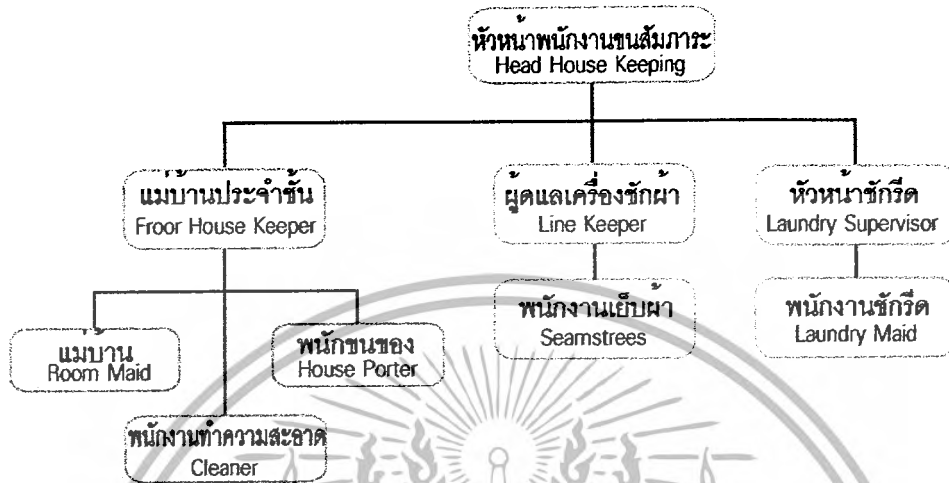 หัวหน้าพนักงานขนสัมภาระ
Head House Keeping
แม่บ้านประจำชั้น
Froor House Keeper
ผู้ดูแลเครื่องซักผ้า
Line Keeper
หัวหน้าซักรีด
Laundry Supervisor
แม่บ้าน
Room Maid
พนักขนของ
House Porter
พนักงานเย็บผ้า
Seamstrees
พนักงานซักรีด
Laundry Maid
พนักงานทำความสะอาด
Cleaner